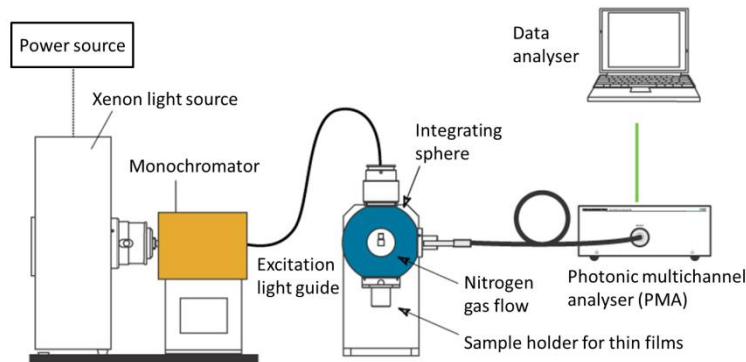 Power source
Xenon light source
Monochromator
Excitation
light guide
Integrating
sphere
Nitrogen
gas flow
Sample holder for thin films
Data
analyser
Photonic multichannel
analyser (PMA)